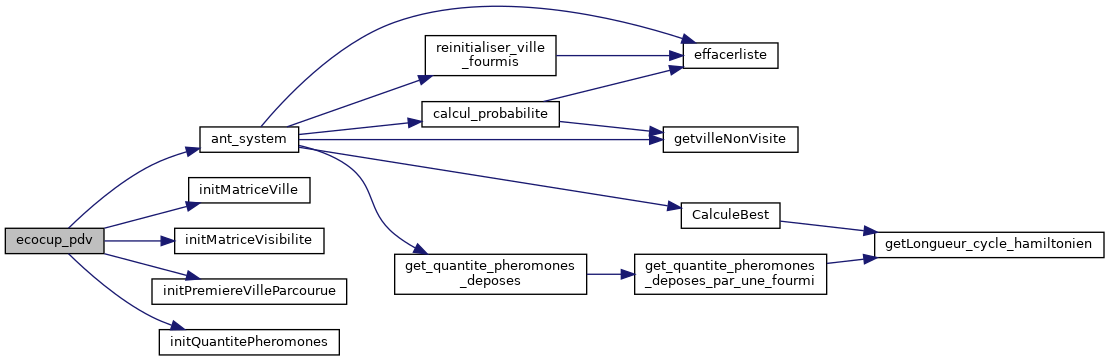 ecocup_pdv
ant_system
initMatriceVille
initMatriceVisibilite
initPremiereVilleParcourue
initQuantitePheromones
reinitialiser_ville
_fourmis
calcul_probabilite
get_quantite_pheromones
_deposes
effacerliste
getvilleNonVisite
CalculeBest
get_quantite_pheromones
_deposes_par_une_fourmi
getLongueur_cycle_hamiltonien